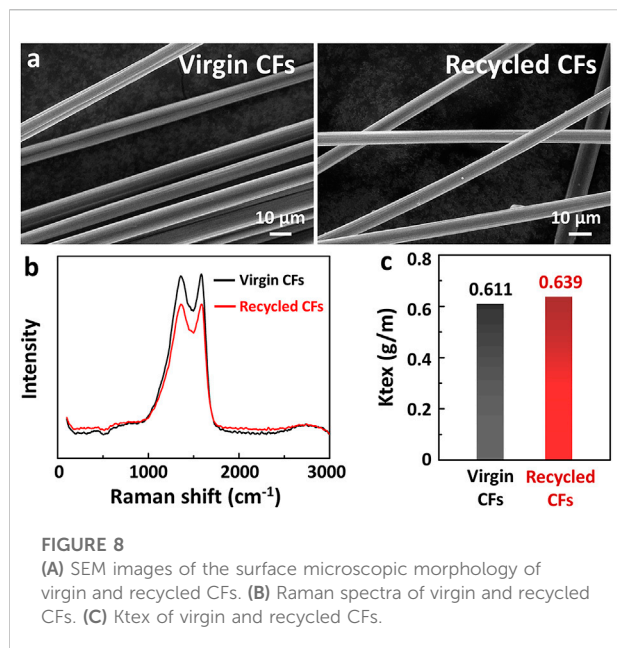 a
Virgin CFs
10 μm
Recycled CFs
10 μm
b
Intensity
Virgin CFs
Recycled CFs
0
1000
2000
3000
Raman shift (cm⁻¹)
c
Ktex (g/m)
0.8
0.6
0.4
0.2
0
0.611
0.639
Virgin
CFs
Recycled
CFs
FIGURE 8
(A) SEM images of the surface microscopic morphology of
virgin and recycled CFs. (B) Raman spectra of virgin and recycled
CFs. (C) Ktex of virgin and recycled CFs.